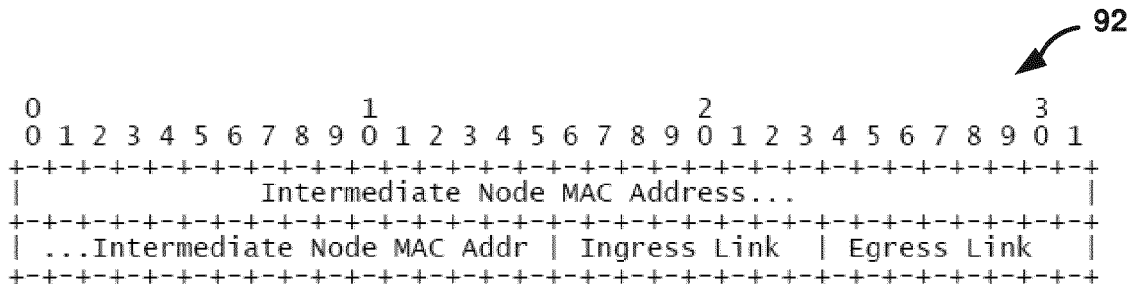 92
 0                   1                   2                   3
 0 1 2 3 4 5 6 7 8 9 0 1 2 3 4 5 6 7 8 9 0 1 2 3 4 5 6 7 8 9 0 1
+-+-+-+-+-+-+-+-+-+-+-+-+-+-+-+-+-+-+-+-+-+-+-+-+-+-+-+-+-+-+-+-+
|              Intermediate Node MAC Address...                 |
+-+-+-+-+-+-+-+-+-+-+-+-+-+-+-+-+-+-+-+-+-+-+-+-+-+-+-+-+-+-+-+-+
| ...Intermediate Node MAC Addr | Ingress Link  | Egress Link   |
+-+-+-+-+-+-+-+-+-+-+-+-+-+-+-+-+-+-+-+-+-+-+-+-+-+-+-+-+-+-+-+-+